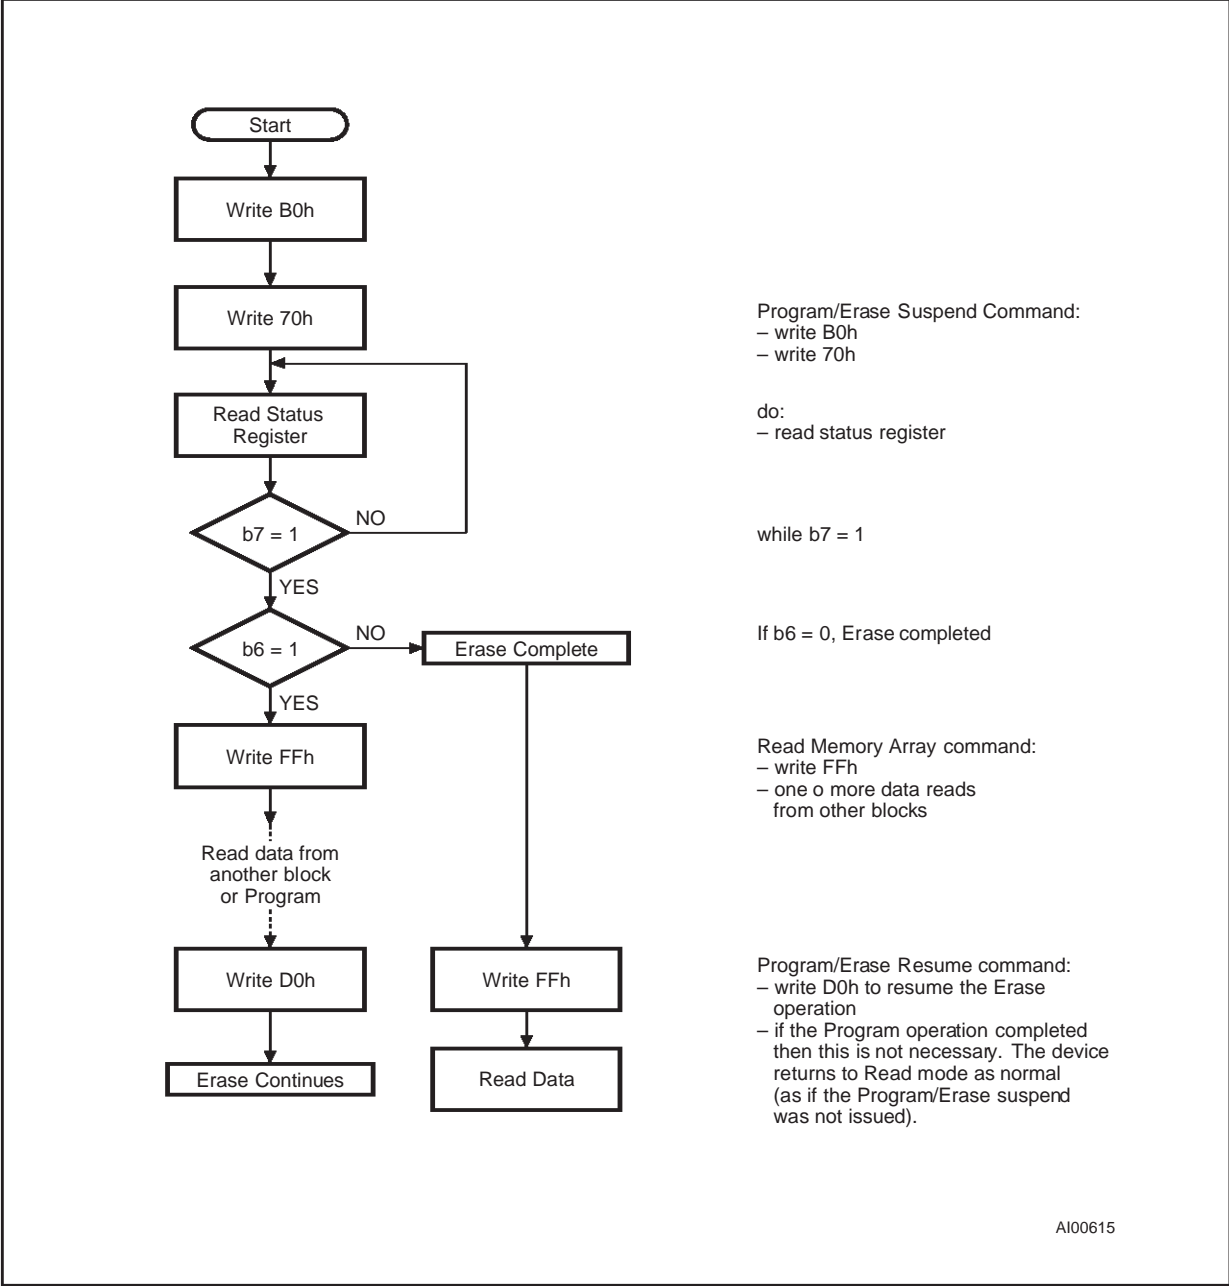 Start
Write B0h
Write 70h
Read Status
Register
b7 = 1
NO
YES
b6 = 1
NO
Erase Complete
YES
Write FFh
Read data from
another block
or Program
Write D0h
Erase Continues
Write FFh
Read Data
Program/Erase Suspend Command:
– write B0h
– write 70h
do:
– read status register
while b7 = 1
If b6 = 0, Erase completed
Read Memory Array command:
– write FFh
– one o more data reads
from other blocks
Program/Erase Resume command:
– write D0h to resume the Erase
operation
– if the Program operation completed
then this is not necessary. The device
returns to Read mode as normal
(as if the Program/Erase suspend
was not issued).
AI00615